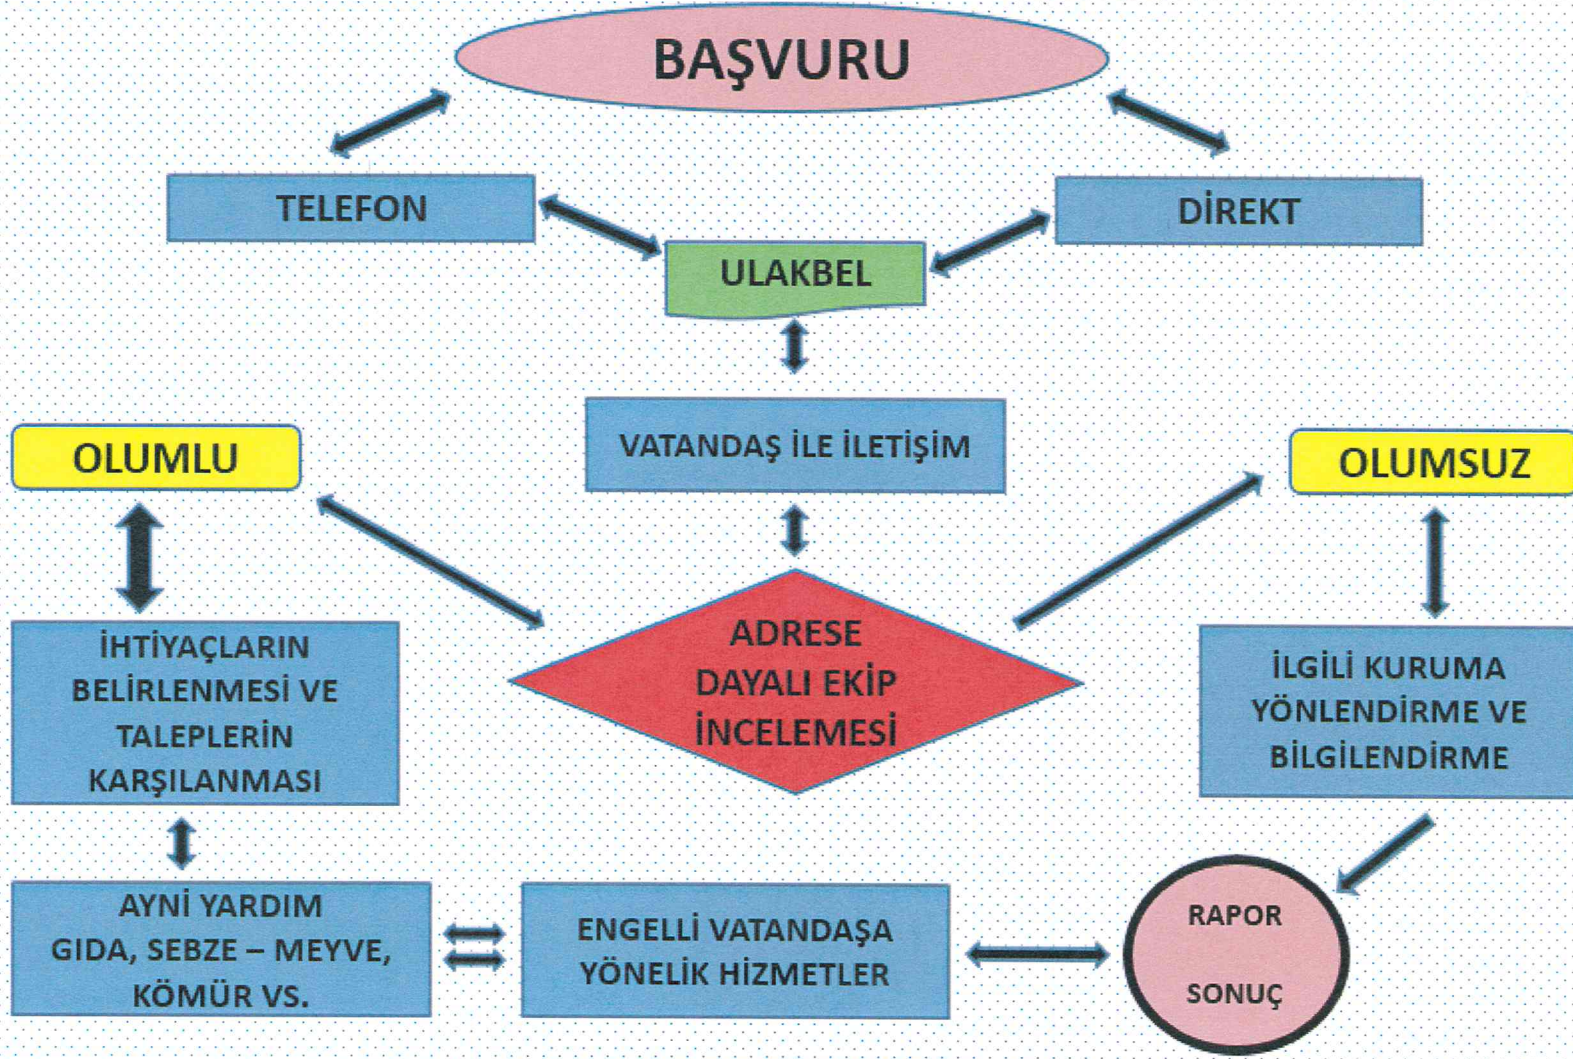 BAŞVURU
TELEFON
DİREKT
ULAKBEL
VATANDAŞ İLE İLETİŞİM
OLUMLU
OLUMSUZ
ADRESE
DAYALI EKİP
İNCELEMESİ
İHTİYAÇLARIN
BELİRLENMESİ VE
TALEPLERİN
KARŞILANMASI
İLGİLİ KURUMA
YÖNLENDİRME VE
BİLGİLENDİRME
AYNİ YARDIM
GIDA, SEBZE – MEYVE,
KÖMÜR VS.
ENGELLİ VATANDAŞA
YÖNELİK HİZMETLER
RAPOR
SONUÇ